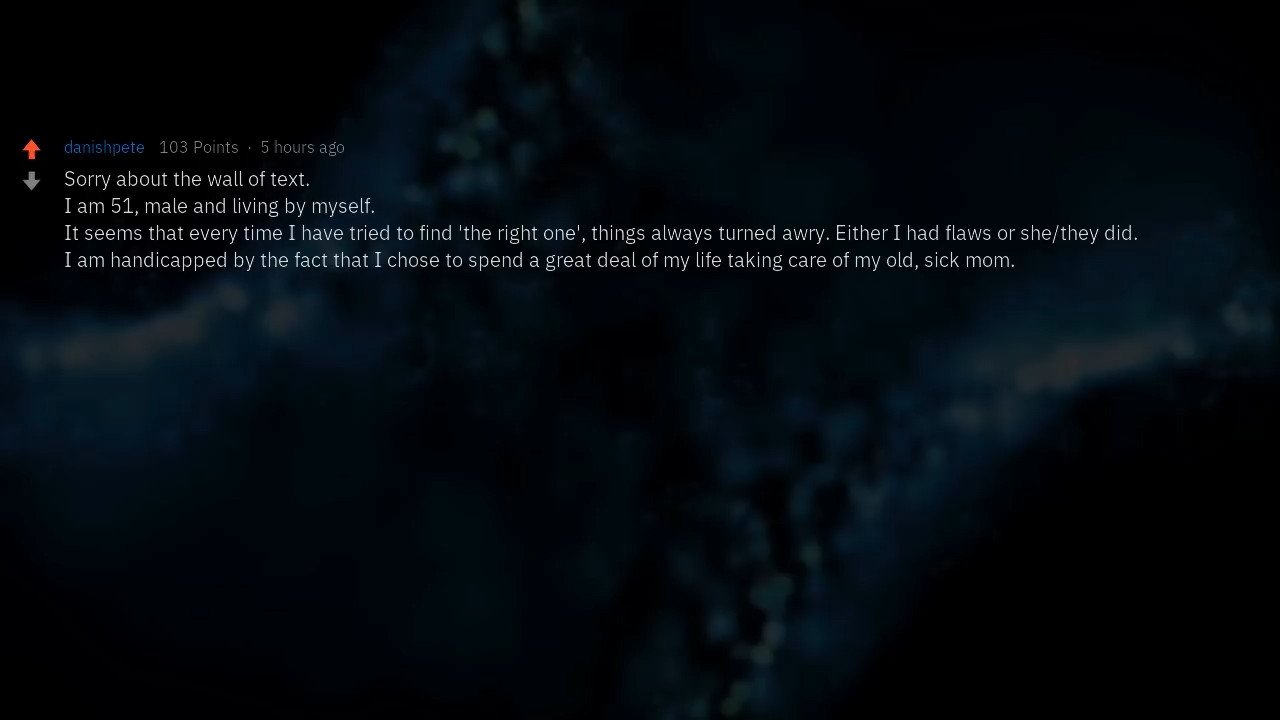 danishpete 103 Points · 5 hours ago
Sorry about the wall of text.
I am 51, male and living by myself.
It seems that every time I have tried to find 'the right one', things always turned awry. Either I had flaws or she/they did.
I am handicapped by the fact that I chose to spend a great deal of my life taking care of my old, sick mom.